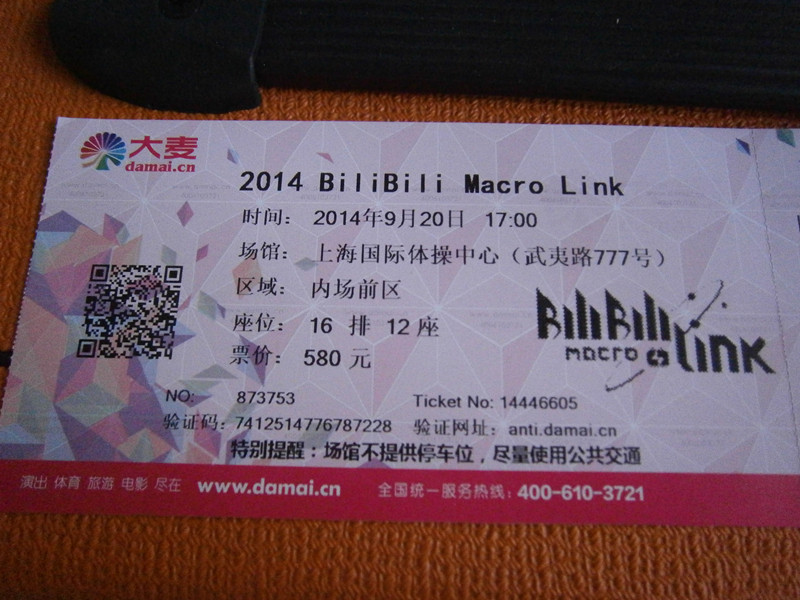 大麦
damai.cn
2014 BiliBili Macro Link
时间： 2014年9月20日 17:00
场馆： 上海国际体操中心（武夷路777号）
区域： 内场前区
座位： 16 排 12 座
票价： 580 元
BiliBili
macro Link
NO: 873753 Ticket No: 14446605
验证码：7412514776787228 验证网址：anti.damai.cn
特别提醒：场馆不提供停车位，尽量使用公共交通
演出 体育 旅游 电影 尽在 www.damai.cn 全国统一服务热线：400-610-3721